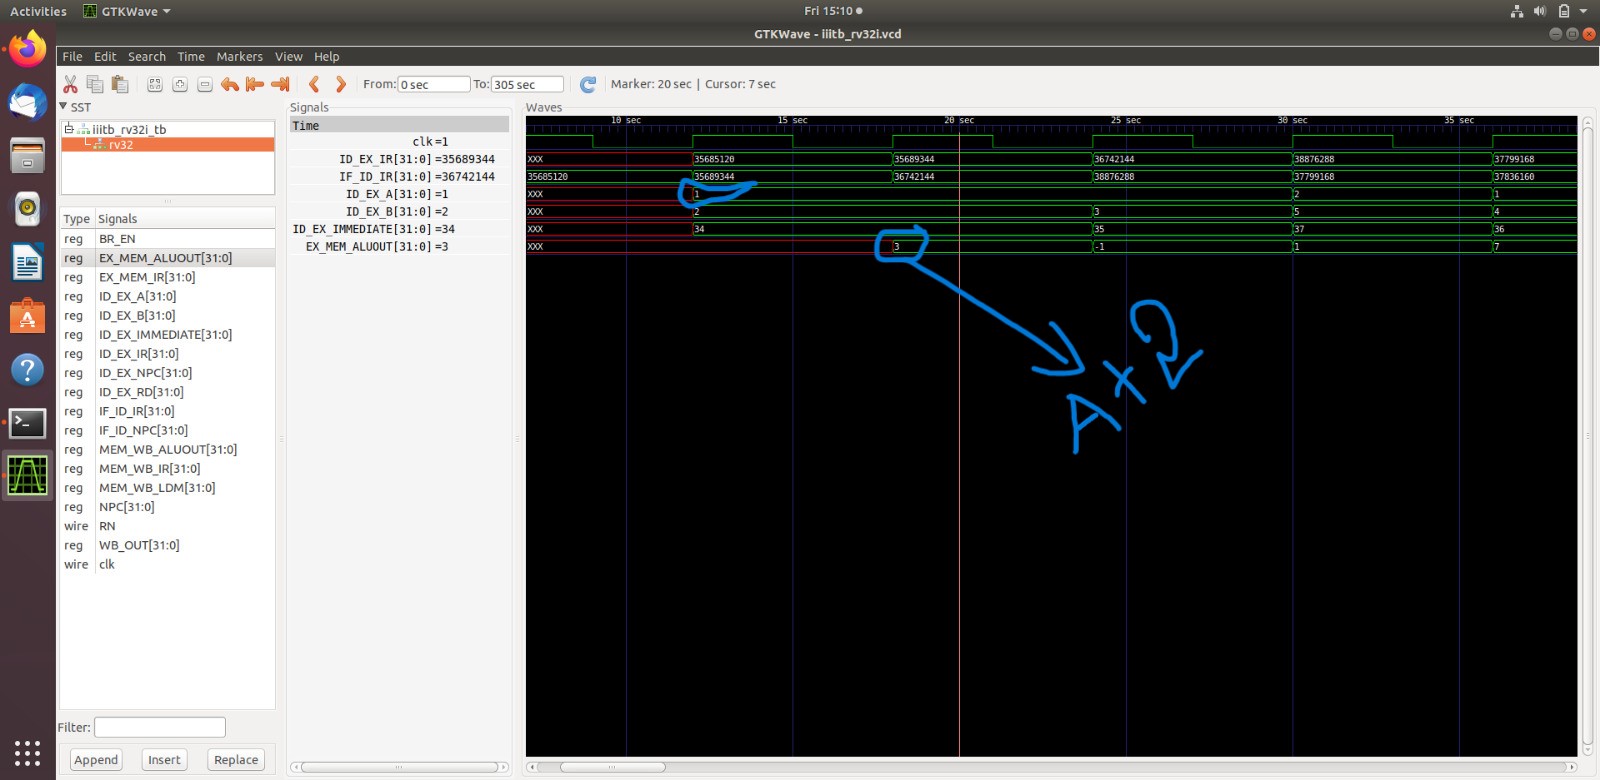 Activities GTKWave Fri 15:10
GTKWave - iiitb_rv32i.vcd
File Edit Search Time Markers View Help
From: 0 sec To: 305 sec Marker: 20 sec | Cursor: 7 sec
SST
iiitb_rv32i_tb
rv32
Type Signals
reg BR_EN
reg EX_MEM_ALUOUT[31:0]
reg EX_MEM_IR[31:0]
reg ID_EX_A[31:0]
reg ID_EX_B[31:0]
reg ID_EX_IMMEDIATE[31:0]
reg ID_EX_IR[31:0]
reg ID_EX_NPC[31:0]
reg ID_EX_RD[31:0]
reg IF_ID_IR[31:0]
reg IF_ID_NPC[31:0]
reg MEM_WB_ALUOUT[31:0]
reg MEM_WB_IR[31:0]
reg MEM_WB_LDM[31:0]
reg NPC[31:0]
wire RN
reg WB_OUT[31:0]
wire clk
Filter:
Append Insert Replace
Signals
Time
clk =1
ID_EX_IR[31:0] =35689344
IF_ID_IR[31:0] =36742144
ID_EX_A[31:0] =1
ID_EX_B[31:0] =2
ID_EX_IMMEDIATE[31:0] =34
EX_MEM_ALUOUT[31:0] =3
Waves
10 sec 15 sec 20 sec 25 sec 30 sec 35 sec
XXX 35685120 35689344 36742144 38876288 37799168
35685120 35689344 36742144 38876288 37799168 37836160
XXX 1 2 1
XXX 2 3 5 4
XXX 34 35 37 36
XXX 3 -1 1 7
A+2